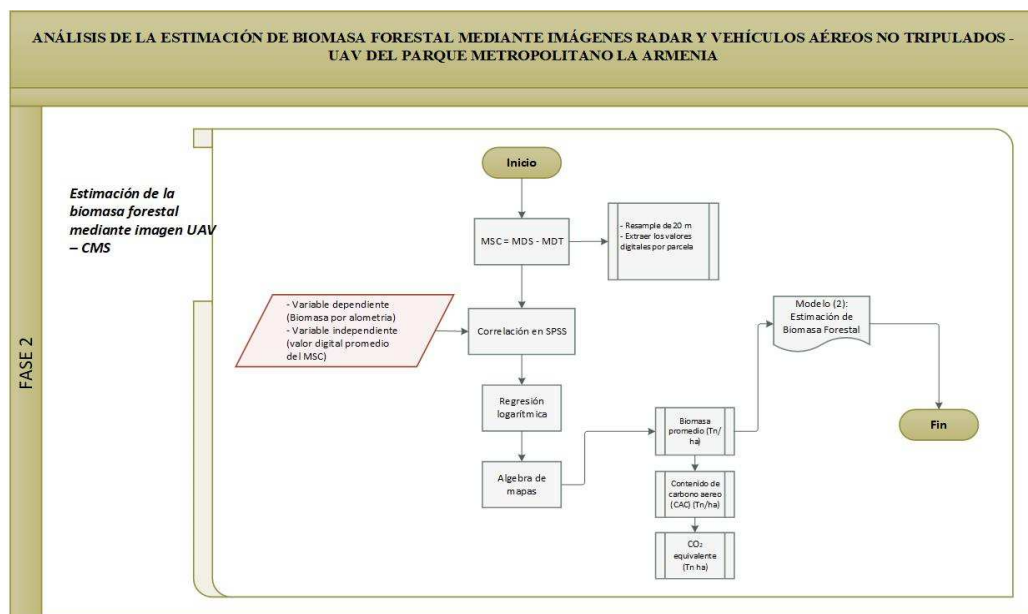 ANÁLISIS DE LA ESTIMACIÓN DE BIOMASA FORESTAL MEDIANTE IMÁGENES RADAR Y VEHÍCULOS AÉREOS NO TRIPULADOS -
UAV DEL PARQUE METROPOLITANO LA ARMENIA
FASE 2
Estimación de la
biomasa forestal
mediante imagen UAV
– CMS
Inicio
MSC = MDS - MDT
- Resample de 20 m
- Extraer los valores
digitales por parcela
- Variable dependiente
(Biomasa por alometria)
- Variable independiente
(valor digital promedio
del MSC)
Correlación en SPSS
Regresión
logarítmica
Algebra de
mapas
Biomasa
promedio (Tn/
ha)
Contenido de
carbono aereo
(CAC) (Tn/ha)
CO₂
equivalente
(Tn ha)
Modelo (2):
Estimación de
Biomasa Forestal
Fin